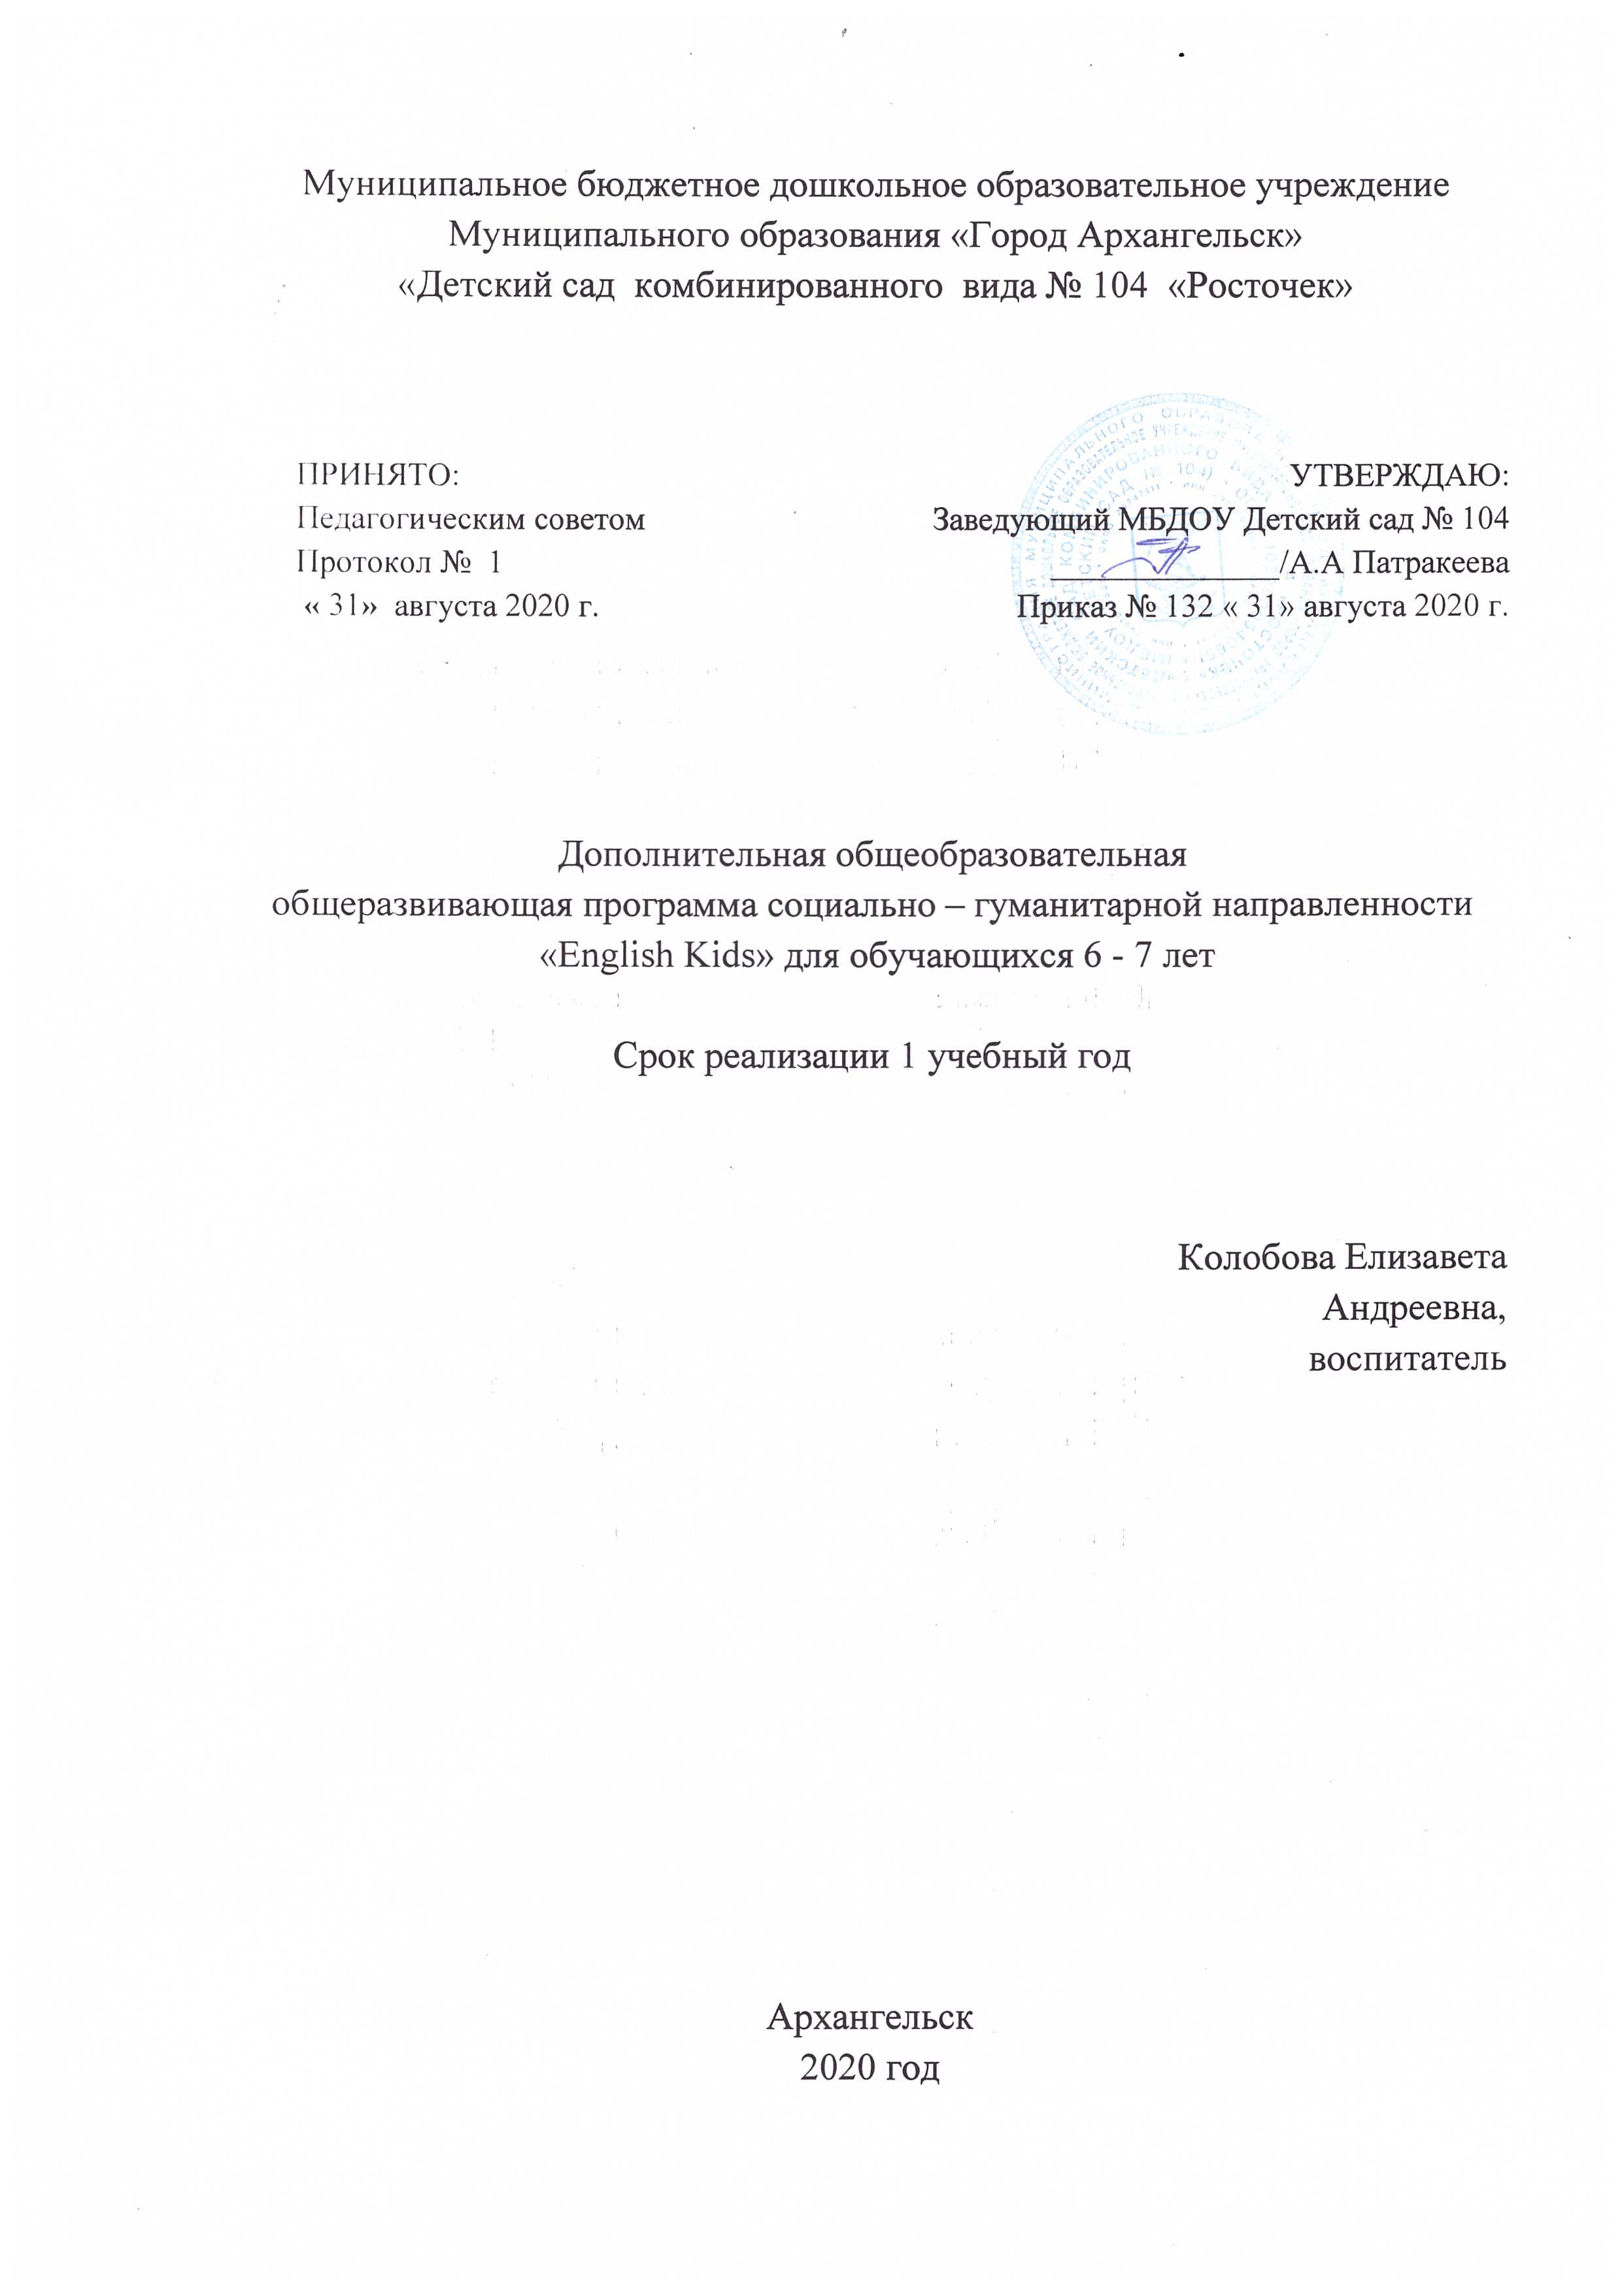 Муниципальное бюджетное дошкольное образовательное учреждение
Муниципального образования «Город Архангельск»
«Детский сад комбинированного вида № 104 «Росточек»
ПРИНЯТО:
Педагогическим советом
Протокол № 1
« 31» августа 2020 г.
УТВЕРЖДАЮ:
Заведующий МБДОУ Детский сад № 104
/А.А Патракеева
Приказ № 132 « 31» августа 2020 г.
Дополнительная общеобразовательная
общеразвивающая программа социально – гуманитарной направленности
«English Kids» для обучающихся 6 - 7 лет
Срок реализации 1 учебный год
Колобова Елизавета
Андреевна,
воспитатель
Архангельск
2020 год